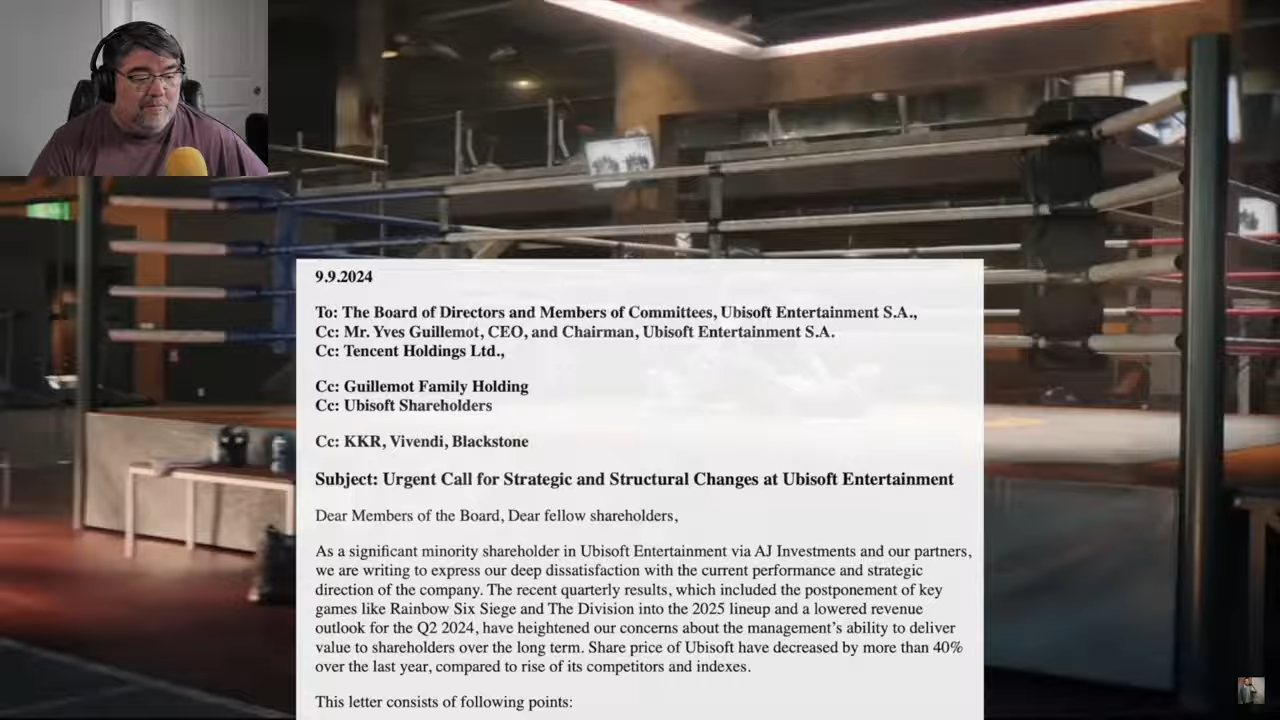 9.9.2024
To: The Board of Directors and Members of Committees, Ubisoft Entertainment S.A.,
Cc: Mr. Yves Guillemot, CEO, and Chairman, Ubisoft Entertainment S.A.
Cc: Tencent Holdings Ltd.,
Cc: Guillemot Family Holding
Cc: Ubisoft Shareholders
Cc: KKR, Vivendi, Blackstone
Subject: Urgent Call for Strategic and Structural Changes at Ubisoft Entertainment
Dear Members of the Board, Dear fellow shareholders,
As a significant minority shareholder in Ubisoft Entertainment via AJ Investments and our partners,
we are writing to express our deep dissatisfaction with the current performance and strategic
direction of the company. The recent quarterly results, which included the postponement of key
games like Rainbow Six Siege and The Division into the 2025 lineup and a lowered revenue
outlook for the Q2 2024, have heightened our concerns about the management’s ability to deliver
value to shareholders over the long term. Share price of Ubisoft have decreased by more than 40%
over the last year, compared to rise of its competitors and indexes.
This letter consists of following points: